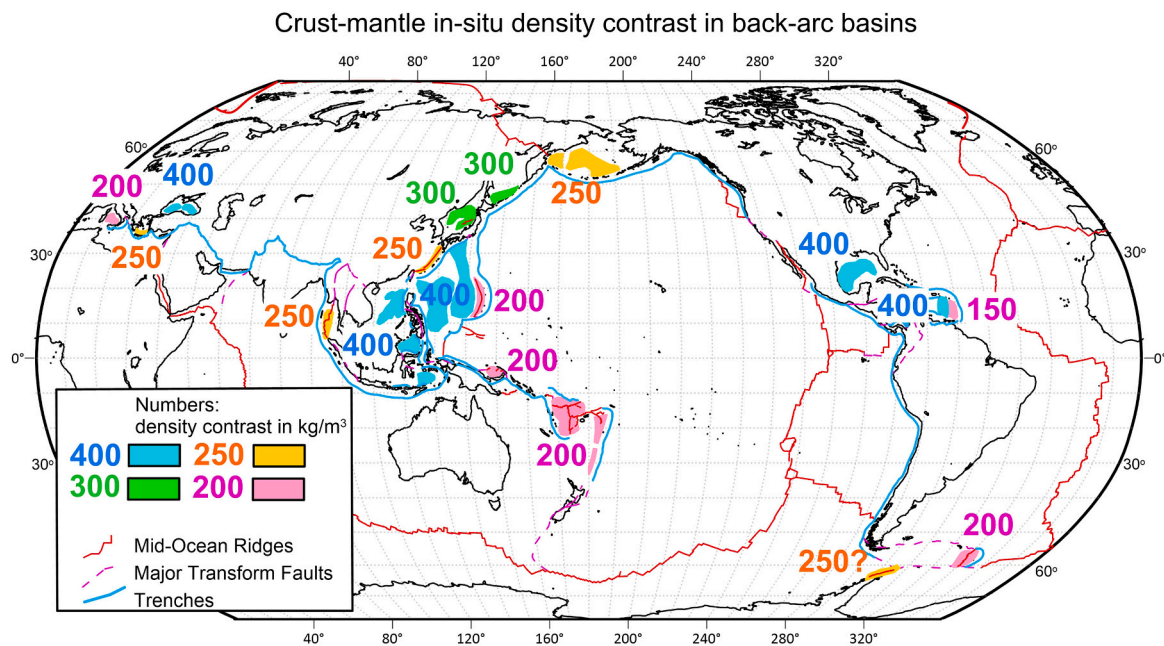 Crust-mantle in-situ density contrast in back-arc basins
40° 80° 120° 160° 200° 240° 280° 320°
60° 60°
300
400 300
200 250
30° 250 400 30°
250
400 200 400 150
250
400 200
0° 0°
Numbers:
density contrast in kg/m³
400 250
300 200
200
30° 30°
200
250?
Mid-Ocean Ridges
Major Transform Faults
Trenches
60°
40° 80° 120° 160° 200° 240° 280° 320°